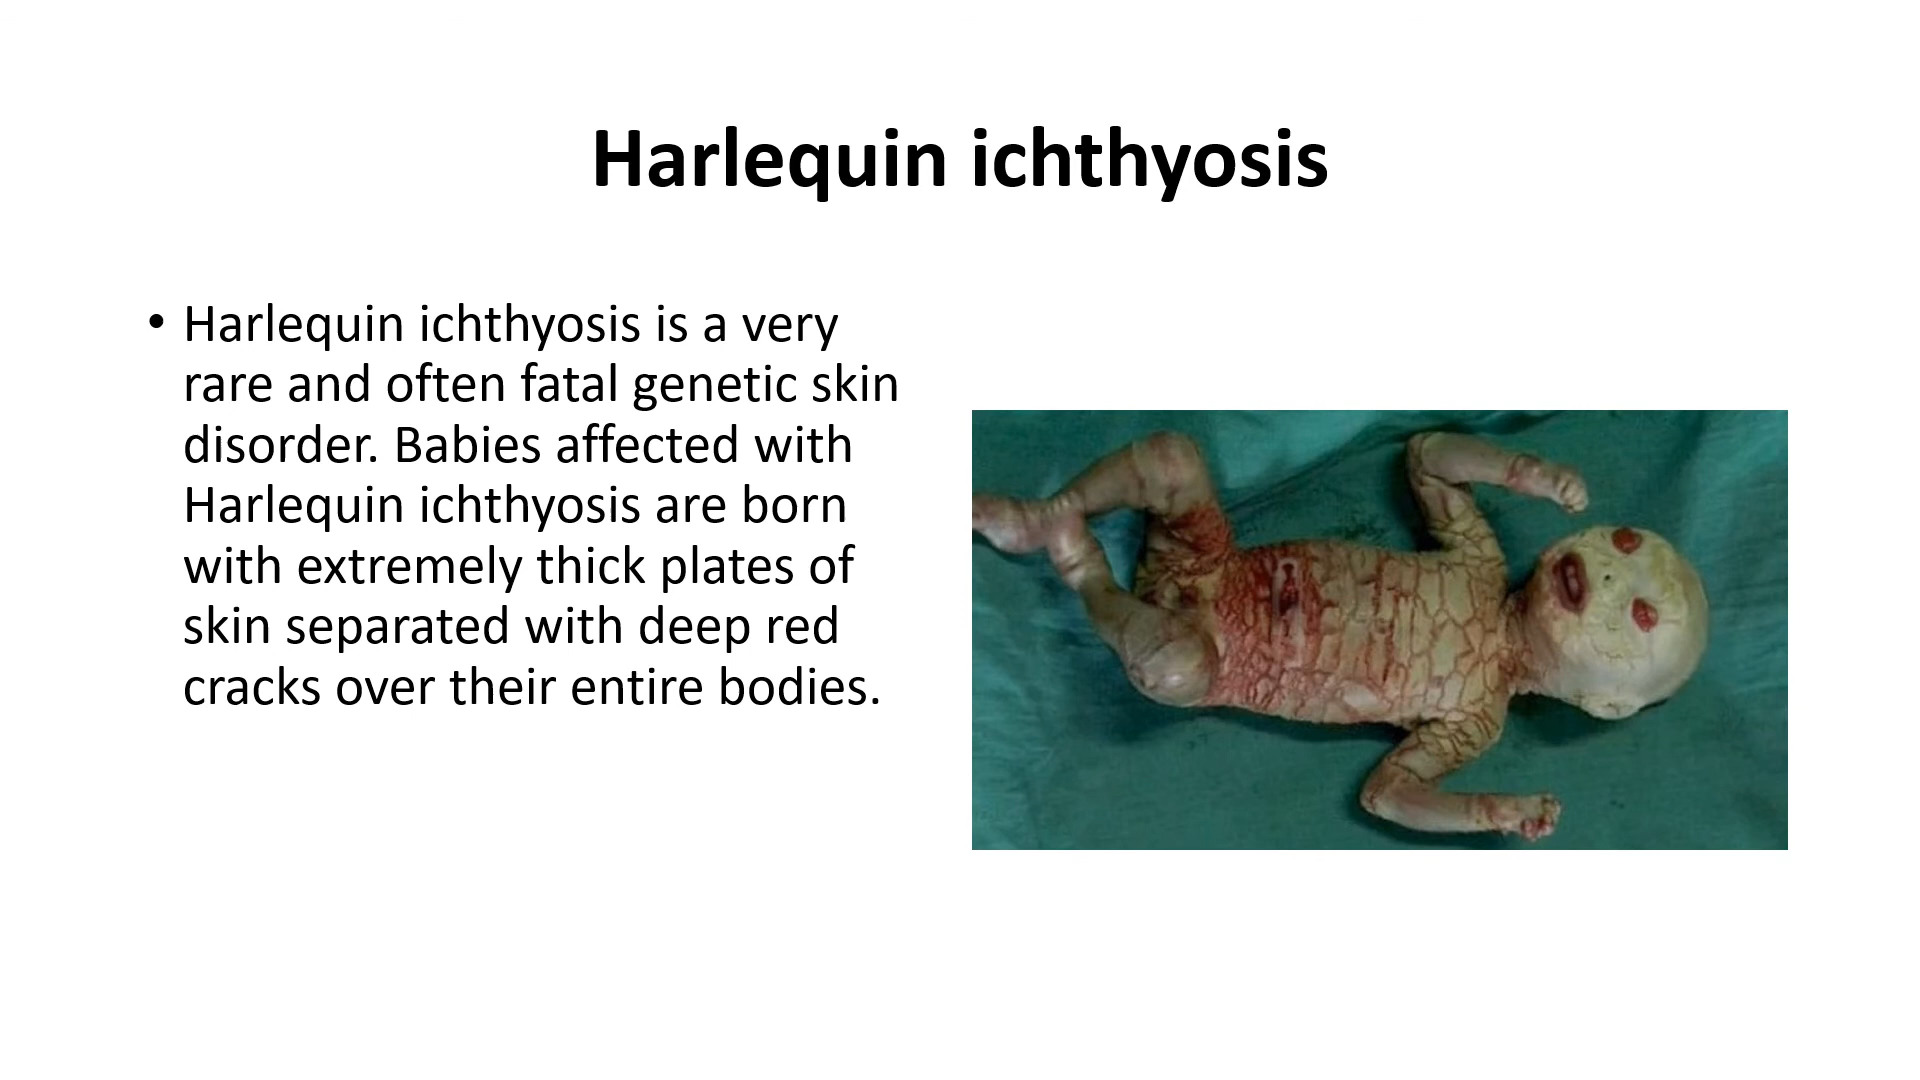 Harlequin ichthyosis
• Harlequin ichthyosis is a very
rare and often fatal genetic skin
disorder. Babies affected with
Harlequin ichthyosis are born
with extremely thick plates of
skin separated with deep red
cracks over their entire bodies.